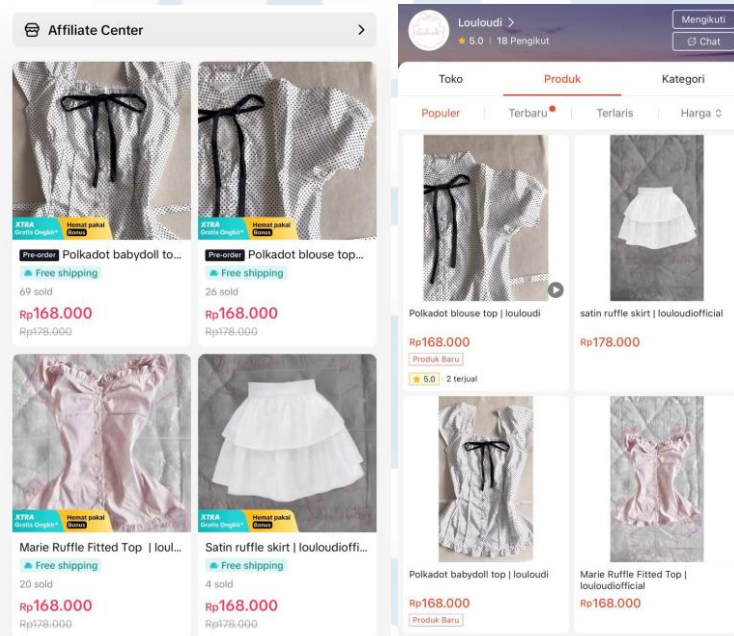 Affiliate Center
XTRA
Gratis Ongkir*
Hemat pakai
Bonus
XTRA
Gratis Ongkir*
Hemat pakai
Bonus
Pre-order Polkadot babydoll to...
Pre-order Polkadot blouse top...
Free shipping
Free shipping
69 sold
26 sold
Rp168.000
Rp168.000
Rp178.000
Rp178.000
XTRA
Gratis Ongkir*
Hemat pakai
Bonus
XTRA
Gratis Ongkir*
Hemat pakai
Bonus
Marie Ruffle Fitted Top | loul...
Satin ruffle skirt | louloudioffi...
Free shipping
Free shipping
20 sold
4 sold
Rp168.000
Rp168.000
Rp178.000
Rp178.000
Louloudi
5.0 | 18 Pengikut
Mengikuti
Chat
Toko
Produk
Kategori
Populer
Terbaru
Terlaris
Harga
Polkadot blouse top | louloudi
satin ruffle skirt | louloudiofficial
Rp168.000
Rp178.000
Produk Baru
5.0 2 terjual
Polkadot babydoll top | louloudi
Marie Ruffle Fitted Top |
louloudiofficial
Rp168.000
Rp168.000
Produk Baru